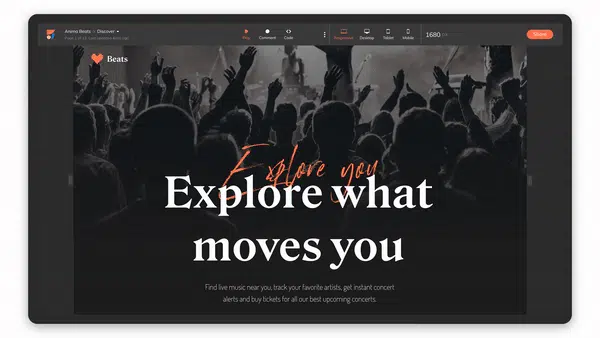 Anima Beats > Discover
Play
Comment
Code
Responsive
Desktop
Tablet
Mobile
1680 px
Share
Beats
Explore you
Explore what
moves you
Find live music near you, track your favorite artists, get instant concert
alerts and buy tickets for all our best upcoming concerts